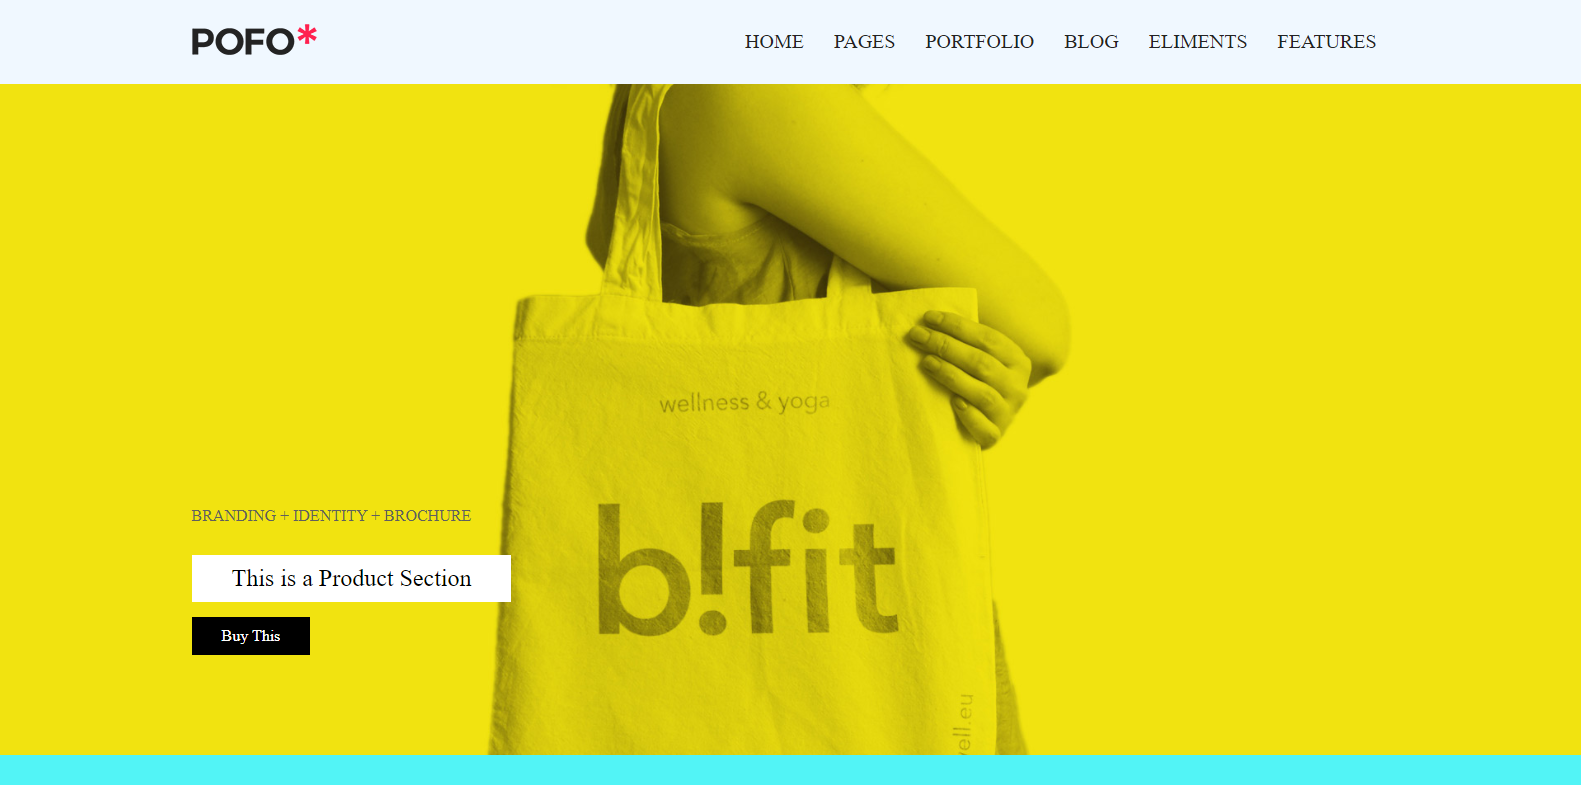 POFO*
HOME PAGES PORTFOLIO BLOG ELIMENTS FEATURES
wellness & yoga
b!fit
BRANDING + IDENTITY + BROCHURE
This is a Product Section
Buy This
well.eu